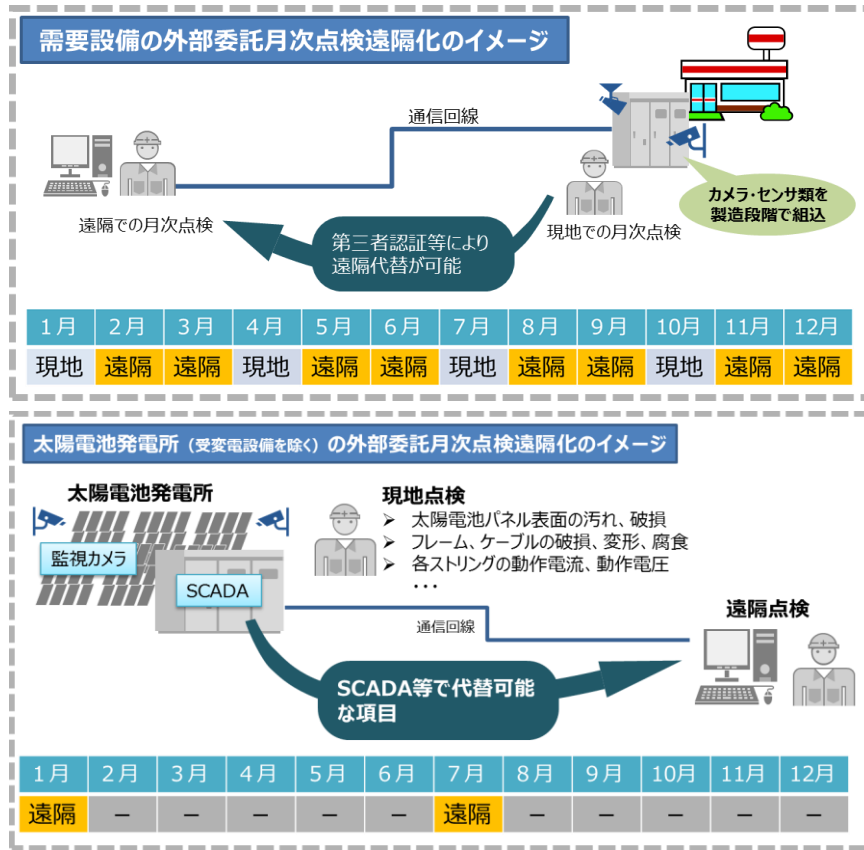 需要設備の外部委託月次点検遠隔化のイメージ
通信回線
カメラ・センサ類を
製造段階で組込
遠隔での月次点検
現地での月次点検
第三者認証等により
遠隔代替が可能
1月 2月 3月 4月 5月 6月 7月 8月 9月 10月 11月 12月
現地 遠隔 遠隔 現地 遠隔 遠隔 現地 遠隔 遠隔 現地 遠隔 遠隔
太陽電池発電所（受変電設備を除く）の外部委託月次点検遠隔化のイメージ
太陽電池発電所
監視カメラ
SCADA
現地点検
➢ 太陽電池パネル表面の汚れ、破損
➢ フレーム、ケーブルの破損、変形、腐食
➢ 各ストリングの動作電流、動作電圧
・・・
通信回線
遠隔点検
SCADA等で代替可能
な項目
1月 2月 3月 4月 5月 6月 7月 8月 9月 10月 11月 12月
遠隔 － － － － － 遠隔 － － － － －